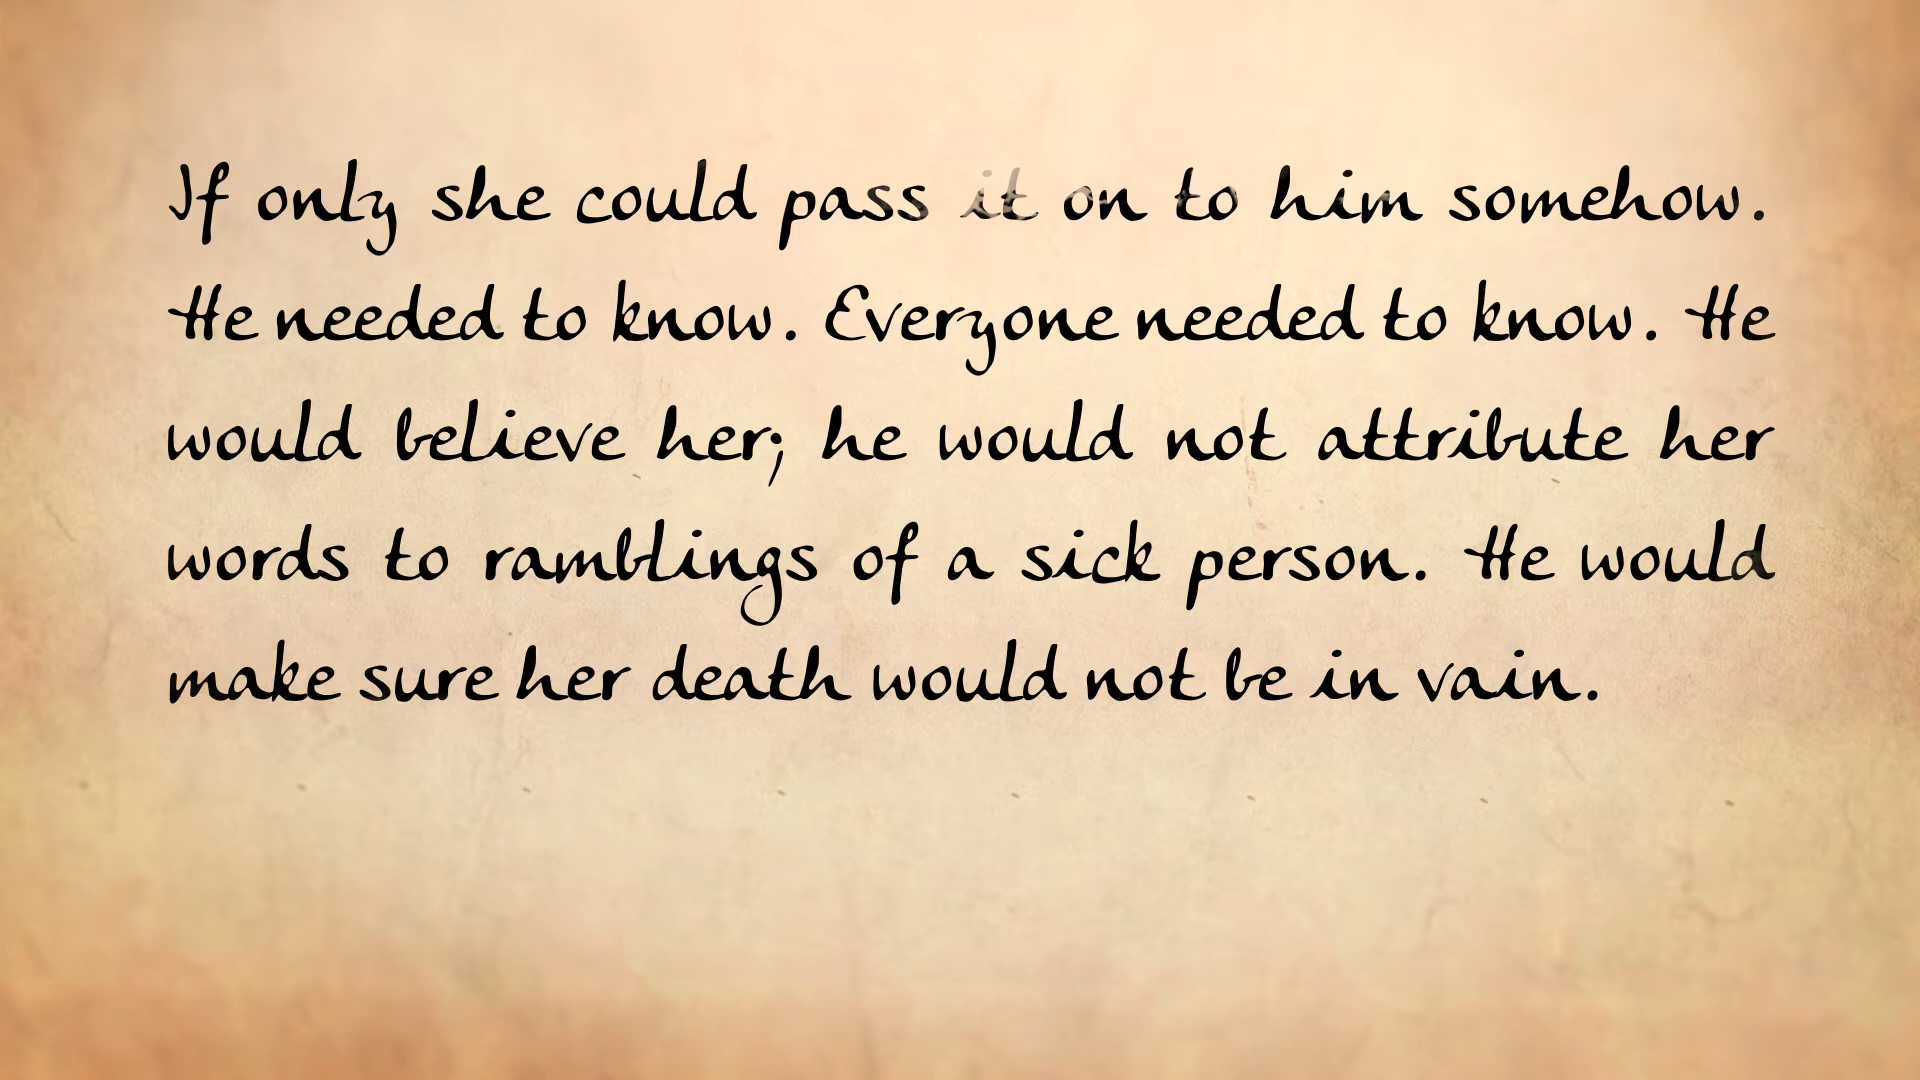 If only she could pass it on to him somehow.
He needed to know. Everyone needed to know. He
would believe her; he would not attribute her
words to ramblings of a sick person. He would
make sure her death would not be in vain.